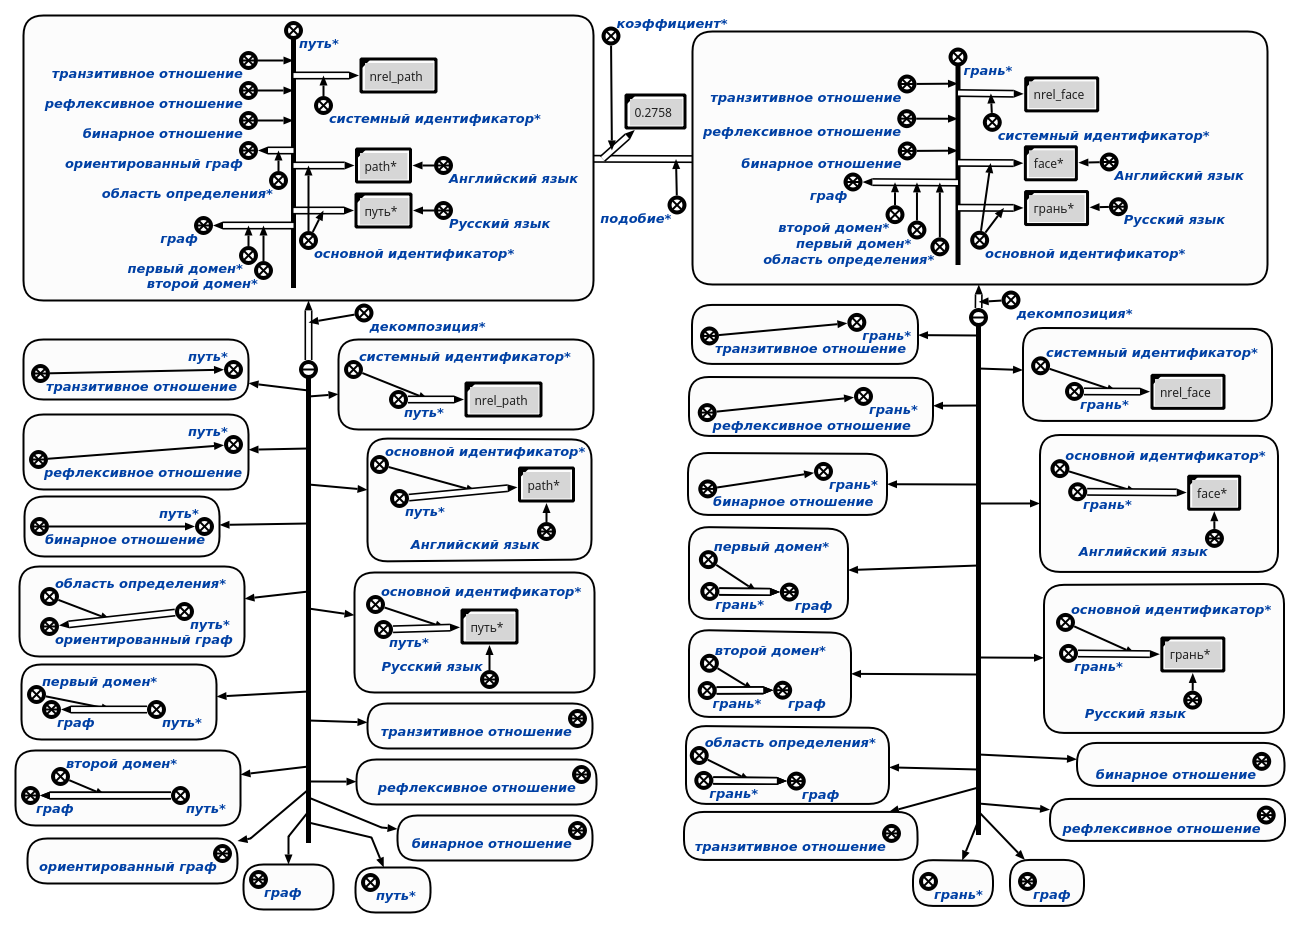 путь*
транзитивное отношение
nrel_path
рефлексивное отношение
системный идентификатор*
бинарное отношение
ориентированный граф
path*
Английский язык
область определения*
путь*
Русский язык
граф
основной идентификатор*
первый домен*
второй домен*
коэффициент*
0.2758
подобие*
грань*
транзитивное отношение
nrel_face
рефлексивное отношение
системный идентификатор*
бинарное отношение
face*
Английский язык
граф
грань*
Русский язык
второй домен*
первый домен*
основной идентификатор*
область определения*
декомпозиция*
путь*
транзитивное отношение
путь*
рефлексивное отношение
путь*
бинарное отношение
область определения*
путь*
ориентированный граф
первый домен*
граф
путь*
второй домен*
граф
путь*
ориентированный граф
граф
путь*
системный идентификатор*
nrel_path
путь*
основной идентификатор*
path*
путь*
Английский язык
основной идентификатор*
путь*
путь*
Русский язык
транзитивное отношение
рефлексивное отношение
бинарное отношение
декомпозиция*
грань*
транзитивное отношение
грань*
рефлексивное отношение
грань*
бинарное отношение
первый домен*
грань*
граф
второй домен*
грань*
граф
область определения*
грань*
граф
транзитивное отношение
грань*
граф
системный идентификатор*
nrel_face
грань*
основной идентификатор*
face*
грань*
Английский язык
основной идентификатор*
грань*
грань*
Русский язык
бинарное отношение
рефлексивное отношение